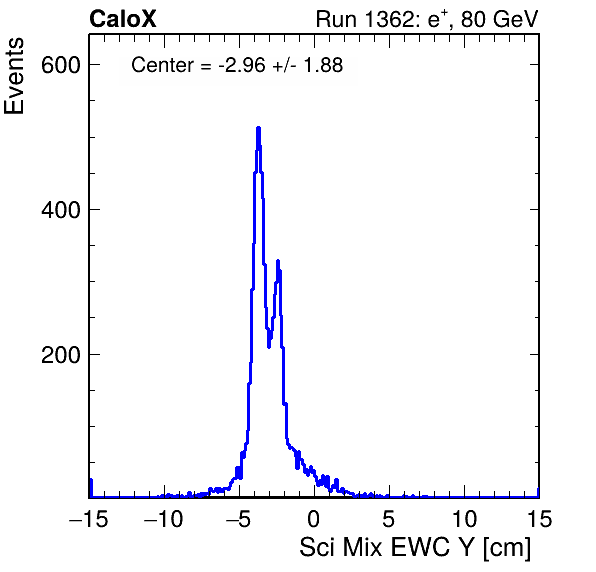 CaloX Run 1362: e⁺, 80 GeV
Center = -2.96 +/- 1.88
Events
600
400
200
−15 −10 −5 0 5 10 15
Sci Mix EWC Y [cm]